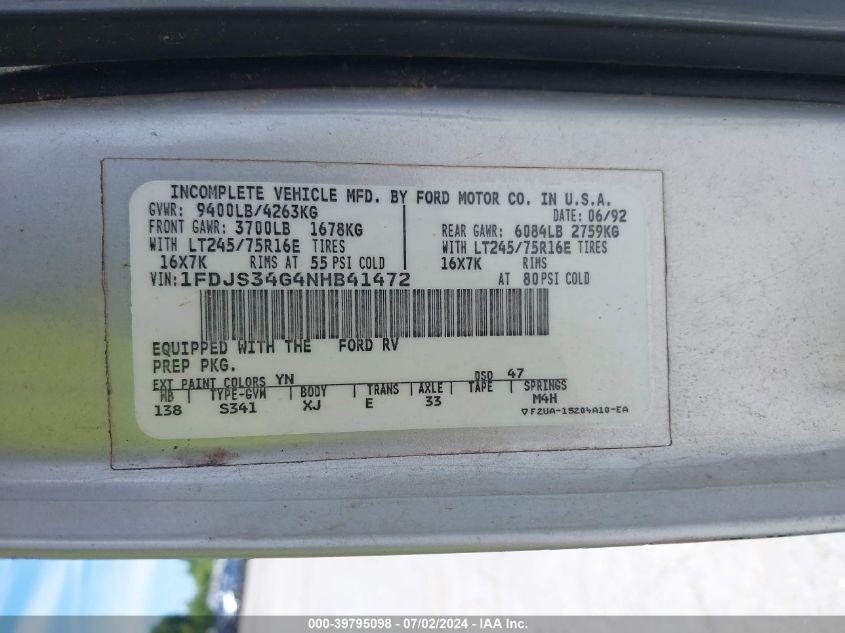 INCOMPLETE VEHICLE MFD. BY FORD MOTOR CO. IN U.S.A.
GVWR: 9400LB/4263KG DATE: 06/92
FRONT GAWR: 3700LB 1678KG REAR GAWR: 6084LB 2759KG
WITH LT245/75R16E TIRES WITH LT245/75R16E TIRES
16X7K RIMS AT 55 PSI COLD 16X7K RIMS
VIN: 1FDJS34G4NHB41472 AT 80 PSI COLD
EQUIPPED WITH THE FORD RV
PREP PKG.
EXT PAINT COLORS YN DSO 47
WB TYPE-GVW BODY TRANS AXLE TAPE SPRINGS
138 S341 XJ E 33 M4H
F2UA-15204A10-EA
000-39795098 - 07/02/2024 - IAA Inc.